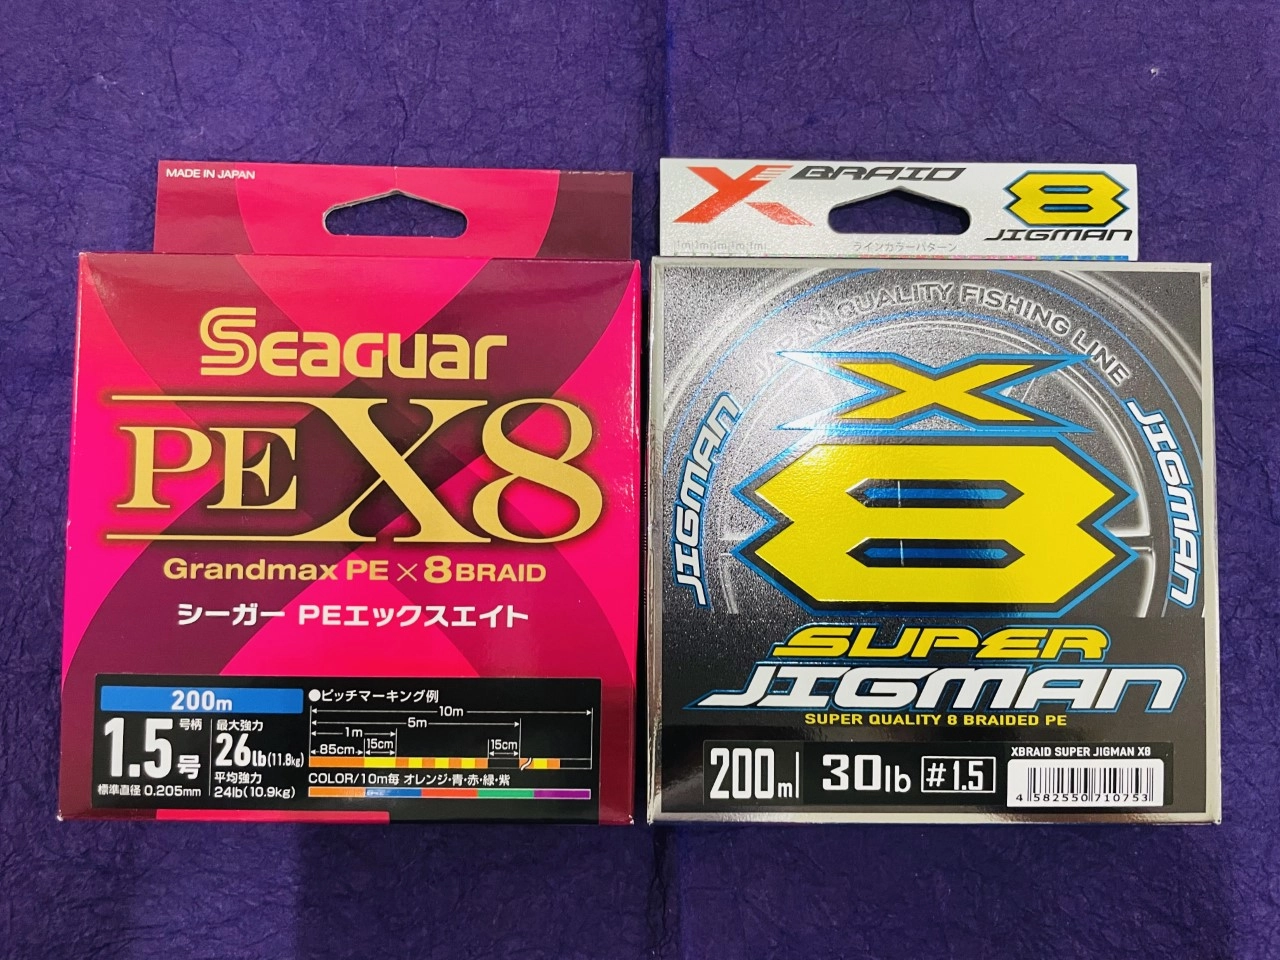 MADE IN JAPAN
SEAGUAR
PE X8
Grandmax PE × 8 BRAID
シーガー PEエックスエイト
200m
1.5号
号柄
標準直径 0.205mm
最大強力
26lb(11.8kg)
平均強力
24lb(10.9kg)
●ピッチマーキング例
10m
5m
1m
85cm
15cm
15cm
COLOR/10m毎 オレンジ・青・赤・緑・紫
X BRAID
8
JIGMAN
1m 1m 1m 1m 1m
ラインカラーパターン
JAPAN QUALITY FISHING LINE
JIGMAN
JIGMAN
X
8
SUPER
JIGMAN
SUPER QUALITY 8 BRAIDED PE
200m
30lb
#1.5
XBRAID SUPER JIGMAN X8
4 582550 710753